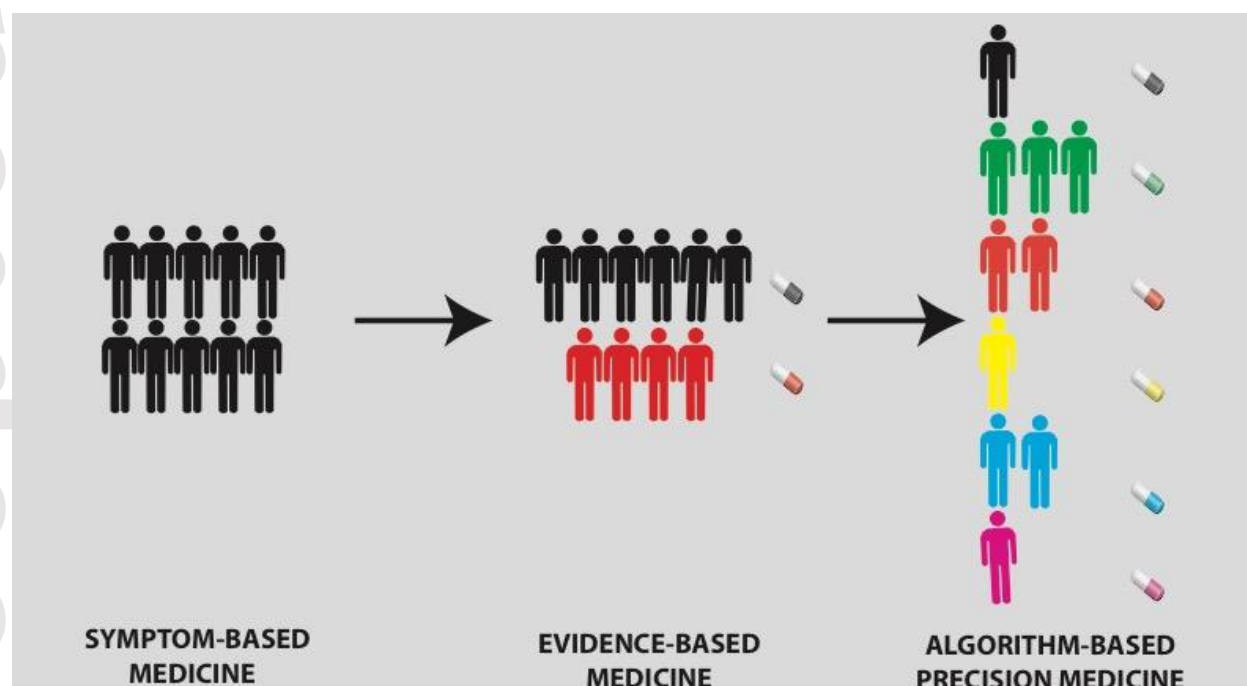 SYMPTOM-BASED
MEDICINE
EVIDENCE-BASED
MEDICINE
ALGORITHM-BASED
PRECISION MEDICINE